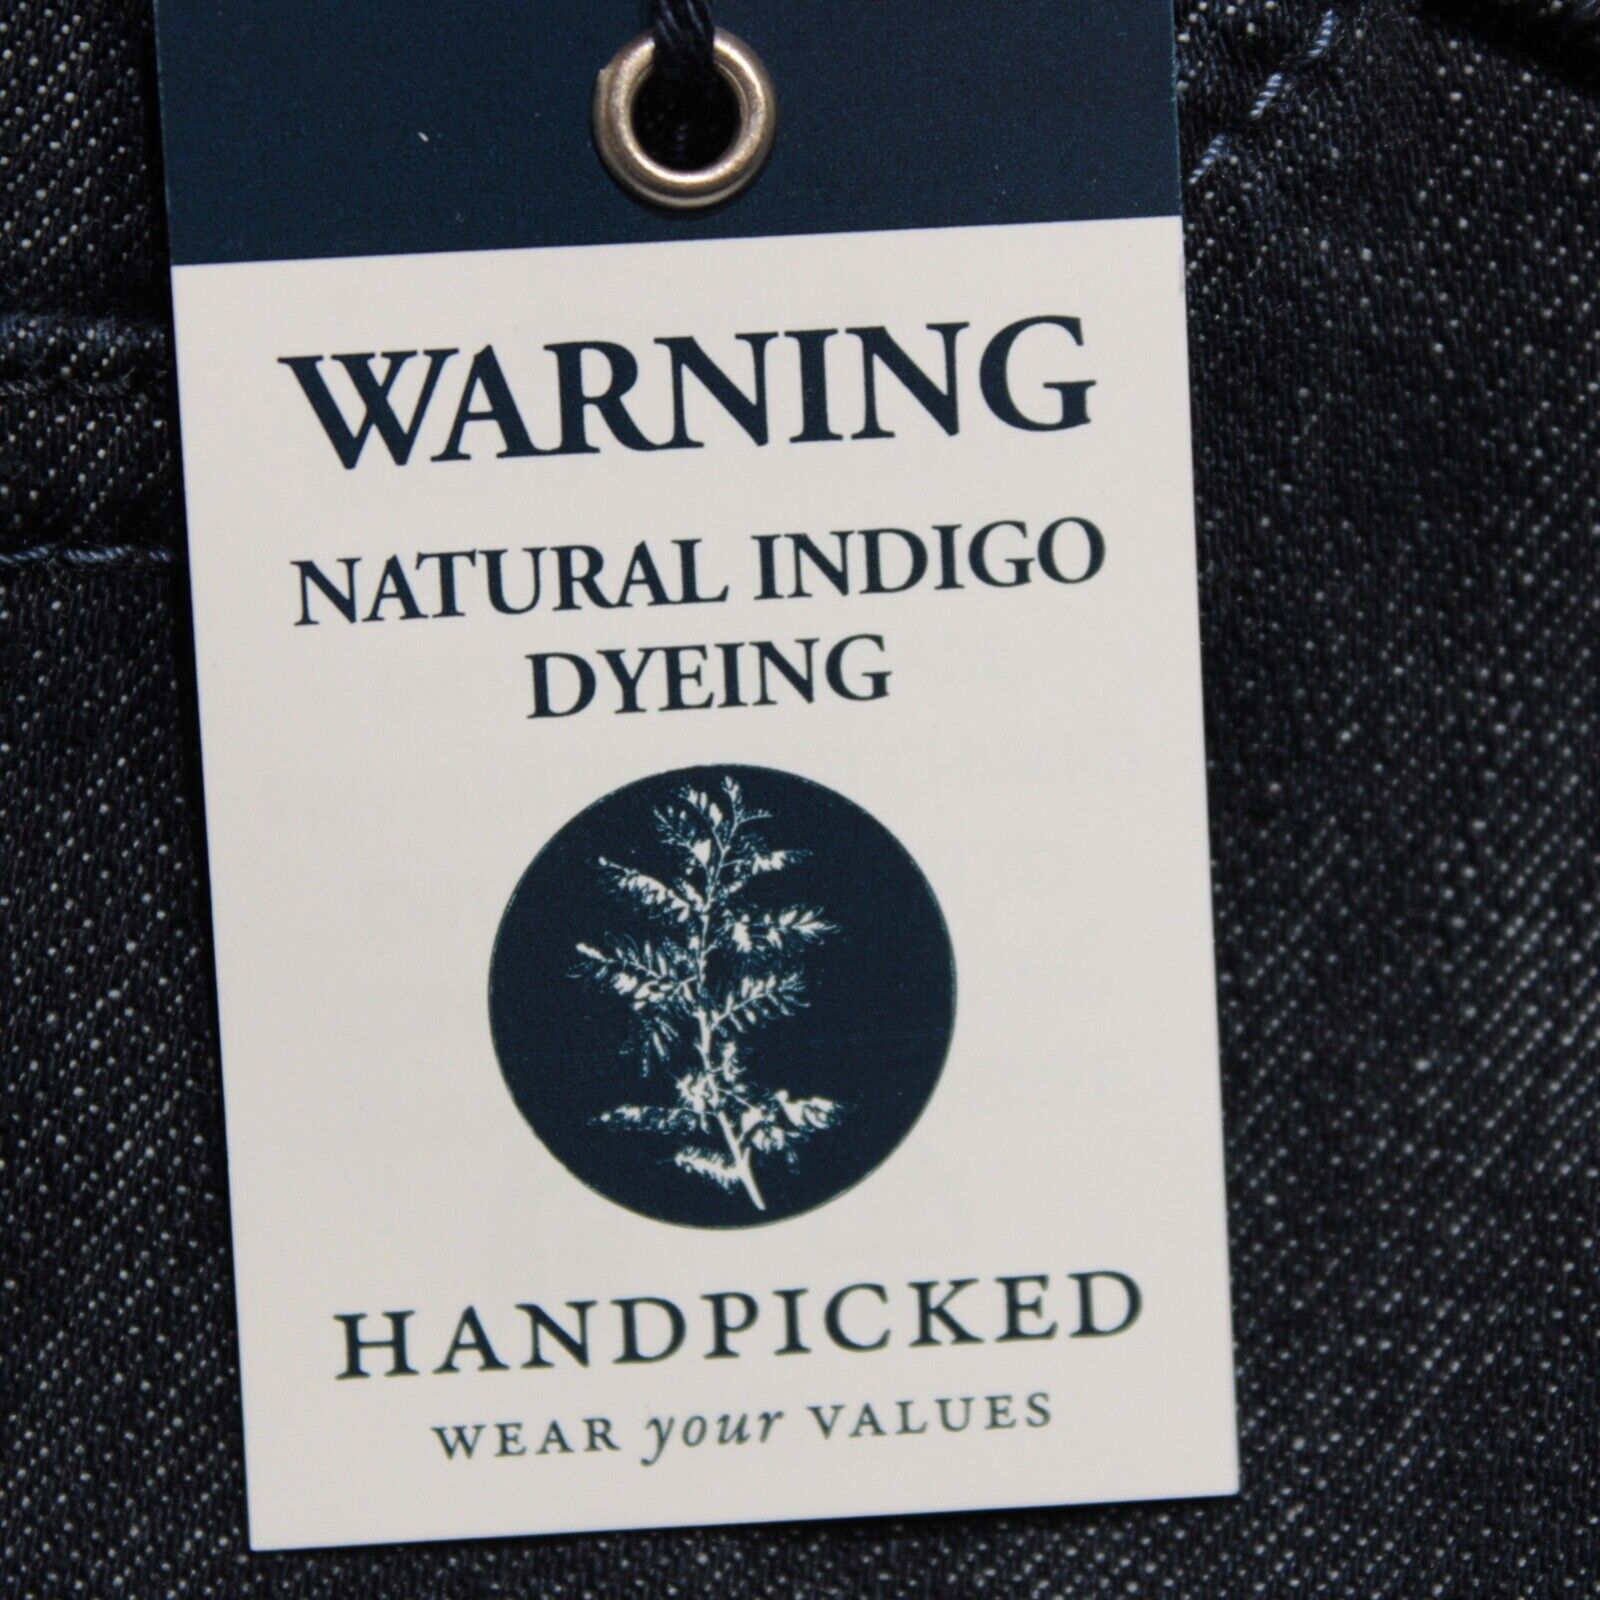 WARNING
NATURAL INDIGO
DYEING
HANDPICKED
WEAR your VALUES